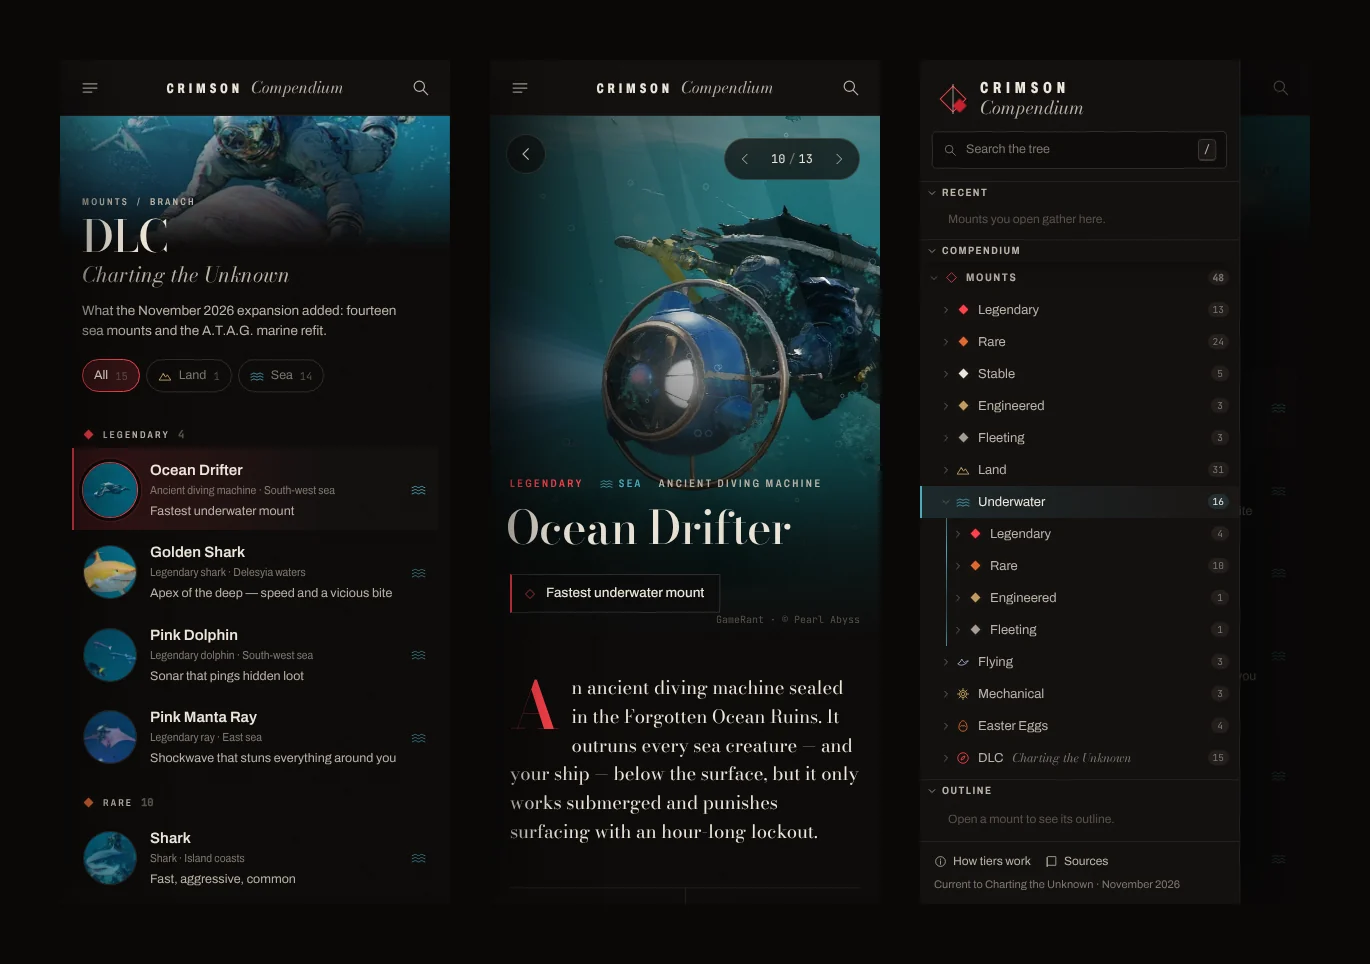 CRIMSON Compendium
MOUNTS / BRANCH
DLC
Charting the Unknown
What the November 2026 expansion added: fourteen
sea mounts and the A.T.A.G. marine refit.
All 15
Land 1
Sea 14
LEGENDARY 4
Ocean Drifter
Ancient diving machine · South-west sea
Fastest underwater mount
Golden Shark
Legendary shark · Delesyia waters
Apex of the deep — speed and a vicious bite
Pink Dolphin
Legendary dolphin · South-west sea
Sonar that pings hidden loot
Pink Manta Ray
Legendary ray · East sea
Shockwave that stuns everything around you
RARE 10
Shark
Shark · Island coasts
Fast, aggressive, common
CRIMSON Compendium
10 / 13
LEGENDARY SEA ANCIENT DIVING MACHINE
Ocean Drifter
Fastest underwater mount
GameRant · © Pearl Abyss
An ancient diving machine sealed
in the Forgotten Ocean Ruins. It
outruns every sea creature — and
your ship — below the surface, but it only
works submerged and punishes
surfacing with an hour-long lockout.
CRIMSON
Compendium
Search the tree /
RECENT
Mounts you open gather here.
COMPENDIUM
MOUNTS 48
Legendary 13
Rare 24
Stable 5
Engineered 3
Fleeting 3
Land 31
Underwater 16
Legendary 4
Rare 10
Engineered 1
Fleeting 1
Flying 3
Mechanical 3
Easter Eggs 4
DLC Charting the Unknown 15
OUTLINE
Open a mount to see its outline.
How tiers work
Sources
Current to Charting the Unknown · November 2026